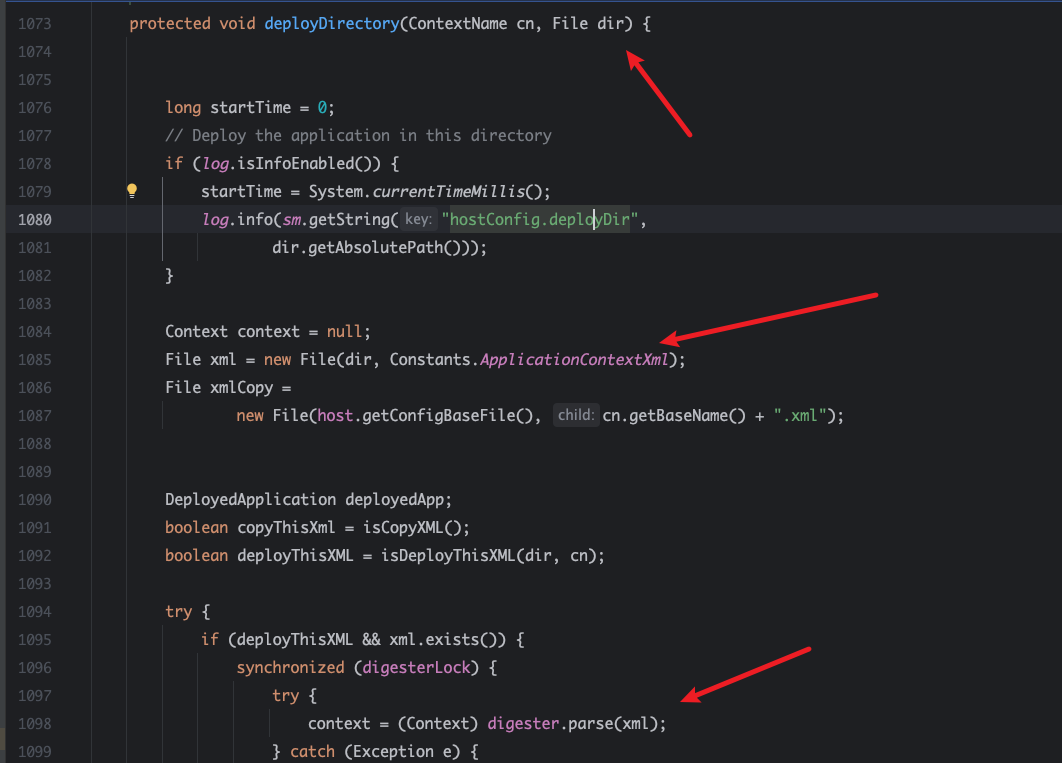 1073 protected void deployDirectory(ContextName cn, File dir) {
1074
1075
1076 long startTime = 0;
1077 // Deploy the application in this directory
1078 if (log.isInfoEnabled()) {
1079 startTime = System.currentTimeMillis();
1080 log.info(sm.getString( key: "hostConfig.deployDir",
1081 dir.getAbsolutePath()));
1082 }
1083
1084 Context context = null;
1085 File xml = new File(dir, Constants.ApplicationContextXml);
1086 File xmlCopy =
1087 new File(host.getConfigBaseFile(), child: cn.getBaseName() + ".xml");
1088
1089
1090 DeployedApplication deployedApp;
1091 boolean copyThisXml = isCopyXML();
1092 boolean deployThisXML = isDeployThisXML(dir, cn);
1093
1094 try {
1095 if (deployThisXML && xml.exists()) {
1096 synchronized (digesterLock) {
1097 try {
1098 context = (Context) digester.parse(xml);
1099 } catch (Exception e) {